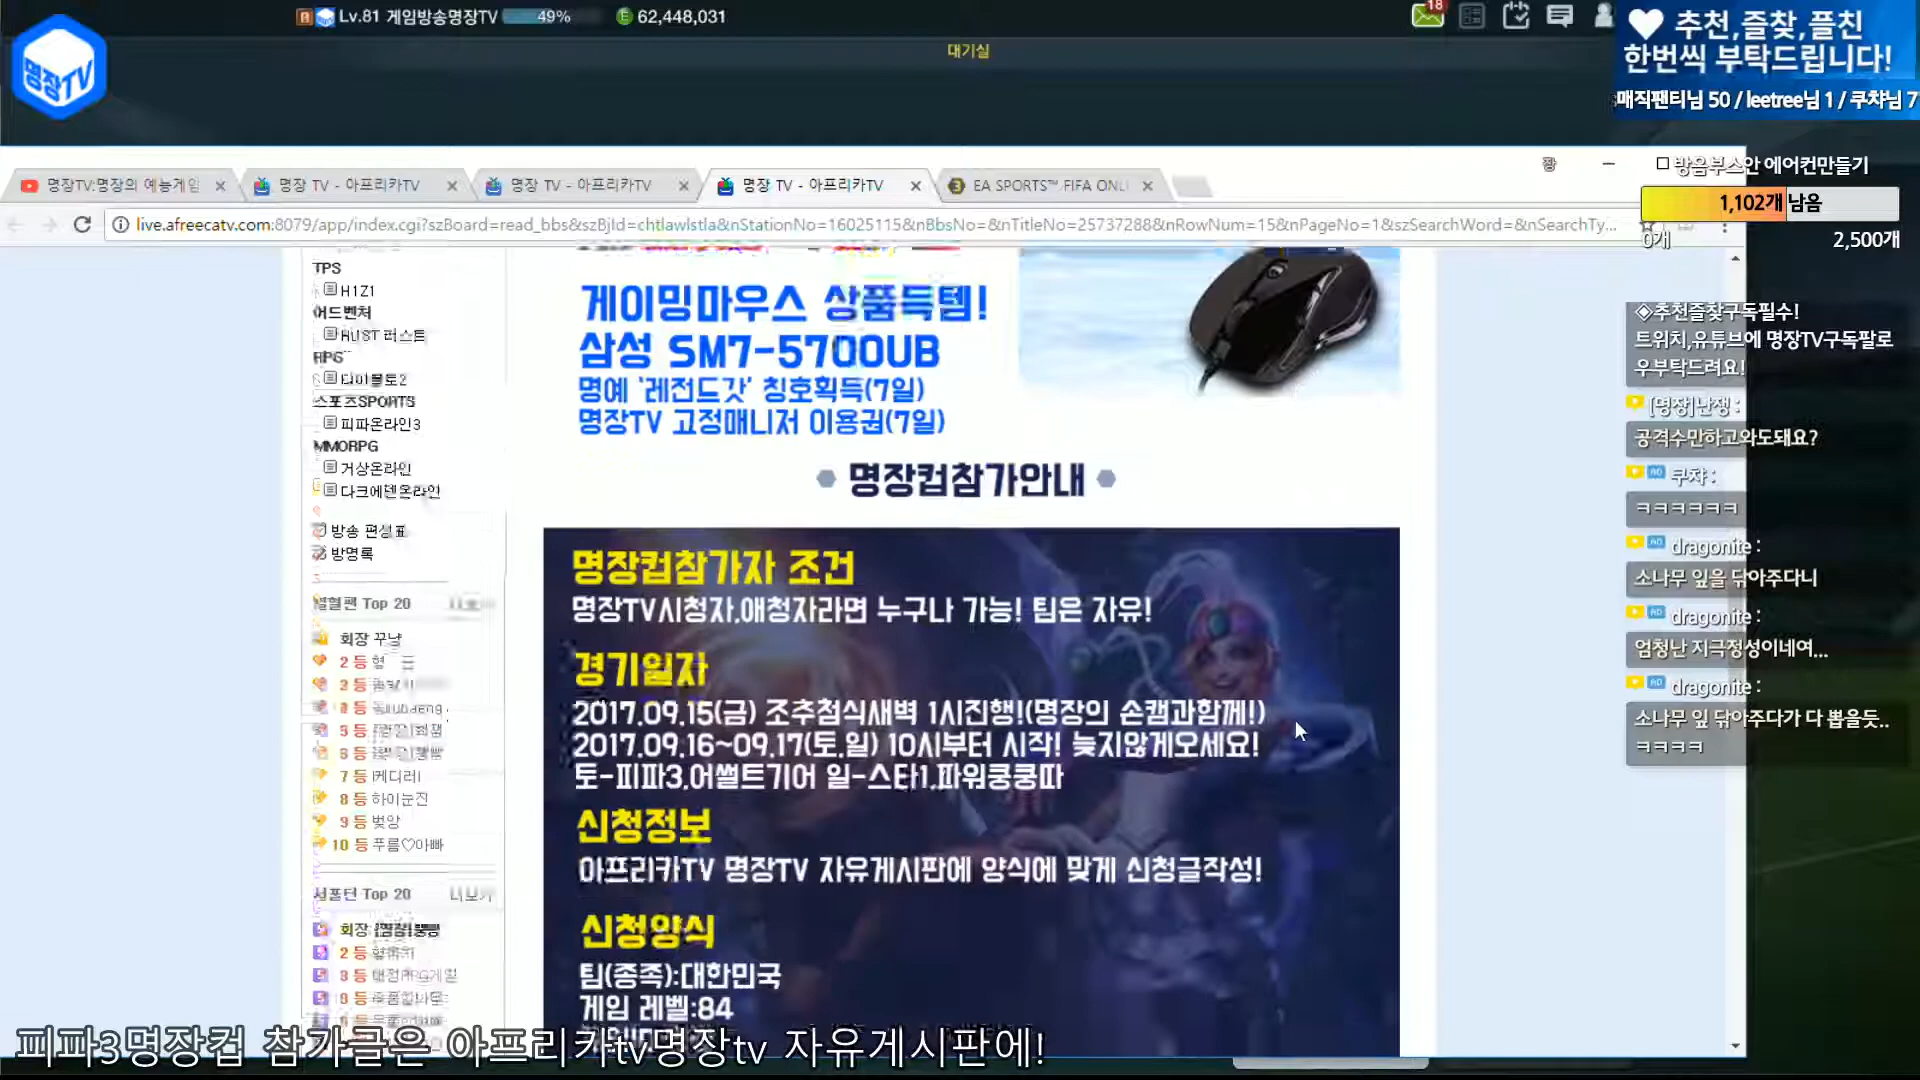 Lv.81 게임방송명장TV 49% 62,448,031
18
대기실
명장TV
추천,즐찾,플친
한번씩 부탁드립니다!
매직팬티님 50 / leetree님 1 / 쿠챠님 7
명장TV:명장의 예능게임
명장 TV - 아프리카TV
명장 TV - 아프리카TV
명장 TV - 아프리카TV
EA SPORTS™ FIFA ONLI
live.afreecatv.com:8079/app/index.cgi?szBoard=read_bbs&szBjId=chtlawlstla&nStationNo=16025115&nBbsNo=&nTitleNo=25737288&nRowNum=15&nPageNo=1&szSearchWord=&nSearchTy...
방음부스안 에어컨만들기
1,102개 남음
0개
2,500개
TPS
H1Z1
어드벤처
RUST 러스트
RPG
디아블로2
스포츠SPORTS
피파온라인3
MMORPG
거상온라인
다크에덴온라인
방송 편성표
방명록
열혈팬 Top 20
회장 꾸냥
2 등
7 등 케디러
8 등 하이눈진
9 등 벚앙
10 등 푸름♡아빠
서포터 Top 20 더보기
회장
2 등
게이밍마우스 상품득템!
삼성 SM7-5700UB
명예 '레전드갓' 칭호획득(7일)
명장TV 고정매니저 이용권(7일)
명장컵참가안내
명장컵참가자 조건
명장TV시청자,애청자라면 누구나 가능! 팀은 자유!
경기일자
2017.09.15(금) 조추첨식새벽 1시진행!(명장의 손캠과함께!)
2017.09.16~09.17(토,일) 10시부터 시작! 늦지않게오세요!
토-피파3,어썰트기어 일-스타1,파워쿵쿵따
신청정보
아프리카TV 명장TV 자유게시판에 양식에 맞게 신청글작성!
신청양식
팀(종족):대한민국
게임 레벨:84
◈추천즐찾구독필수!
트위치,유튜브에 명장TV구독팔로
우부탁드려요!
[명장]난쟁 :
공격수만하고와도돼요?
쿠챠 :
ㅋㅋㅋㅋㅋㅋ
dragonite :
소나무 잎을 닦아주다니
dragonite :
엄청난 지극정성이네여...
dragonite :
소나무 잎 닦아주다가 다 뽑을듯..
ㅋㅋㅋㅋ
피파3명장컵 참가글은 아프리카tv명장tv 자유게시판에!